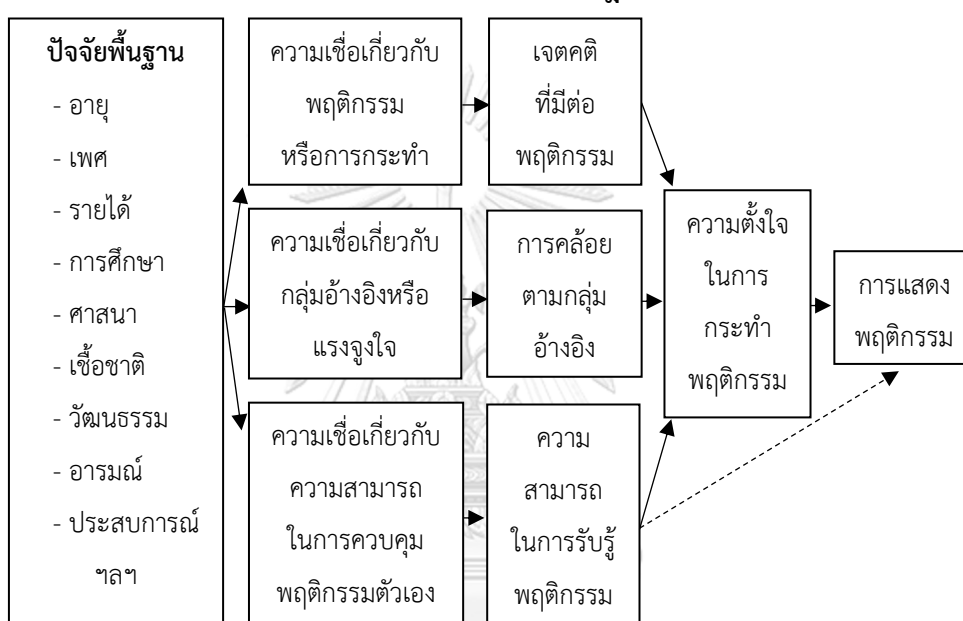 ปัจจัยพื้นฐาน
- อายุ
- เพศ
- รายได้
- การศึกษา
- ศาสนา
- เชื้อชาติ
- วัฒนธรรม
- อารมณ์
- ประสบการณ์
ฯลฯ
ความเชื่อเกี่ยวกับ
พฤติกรรม
หรือการกระทำ
เจตคติ
ที่มีต่อ
พฤติกรรม
ความเชื่อเกี่ยวกับ
กลุ่มอ้างอิงหรือ
แรงจูงใจ
การคล้อย
ตามกลุ่ม
อ้างอิง
ความเชื่อเกี่ยวกับ
ความสามารถ
ในการควบคุม
พฤติกรรมตัวเอง
ความ
สามารถ
ในการรับรู้
พฤติกรรม
ความตั้งใจ
ในการ
กระทำ
พฤติกรรม
การแสดง
พฤติกรรม